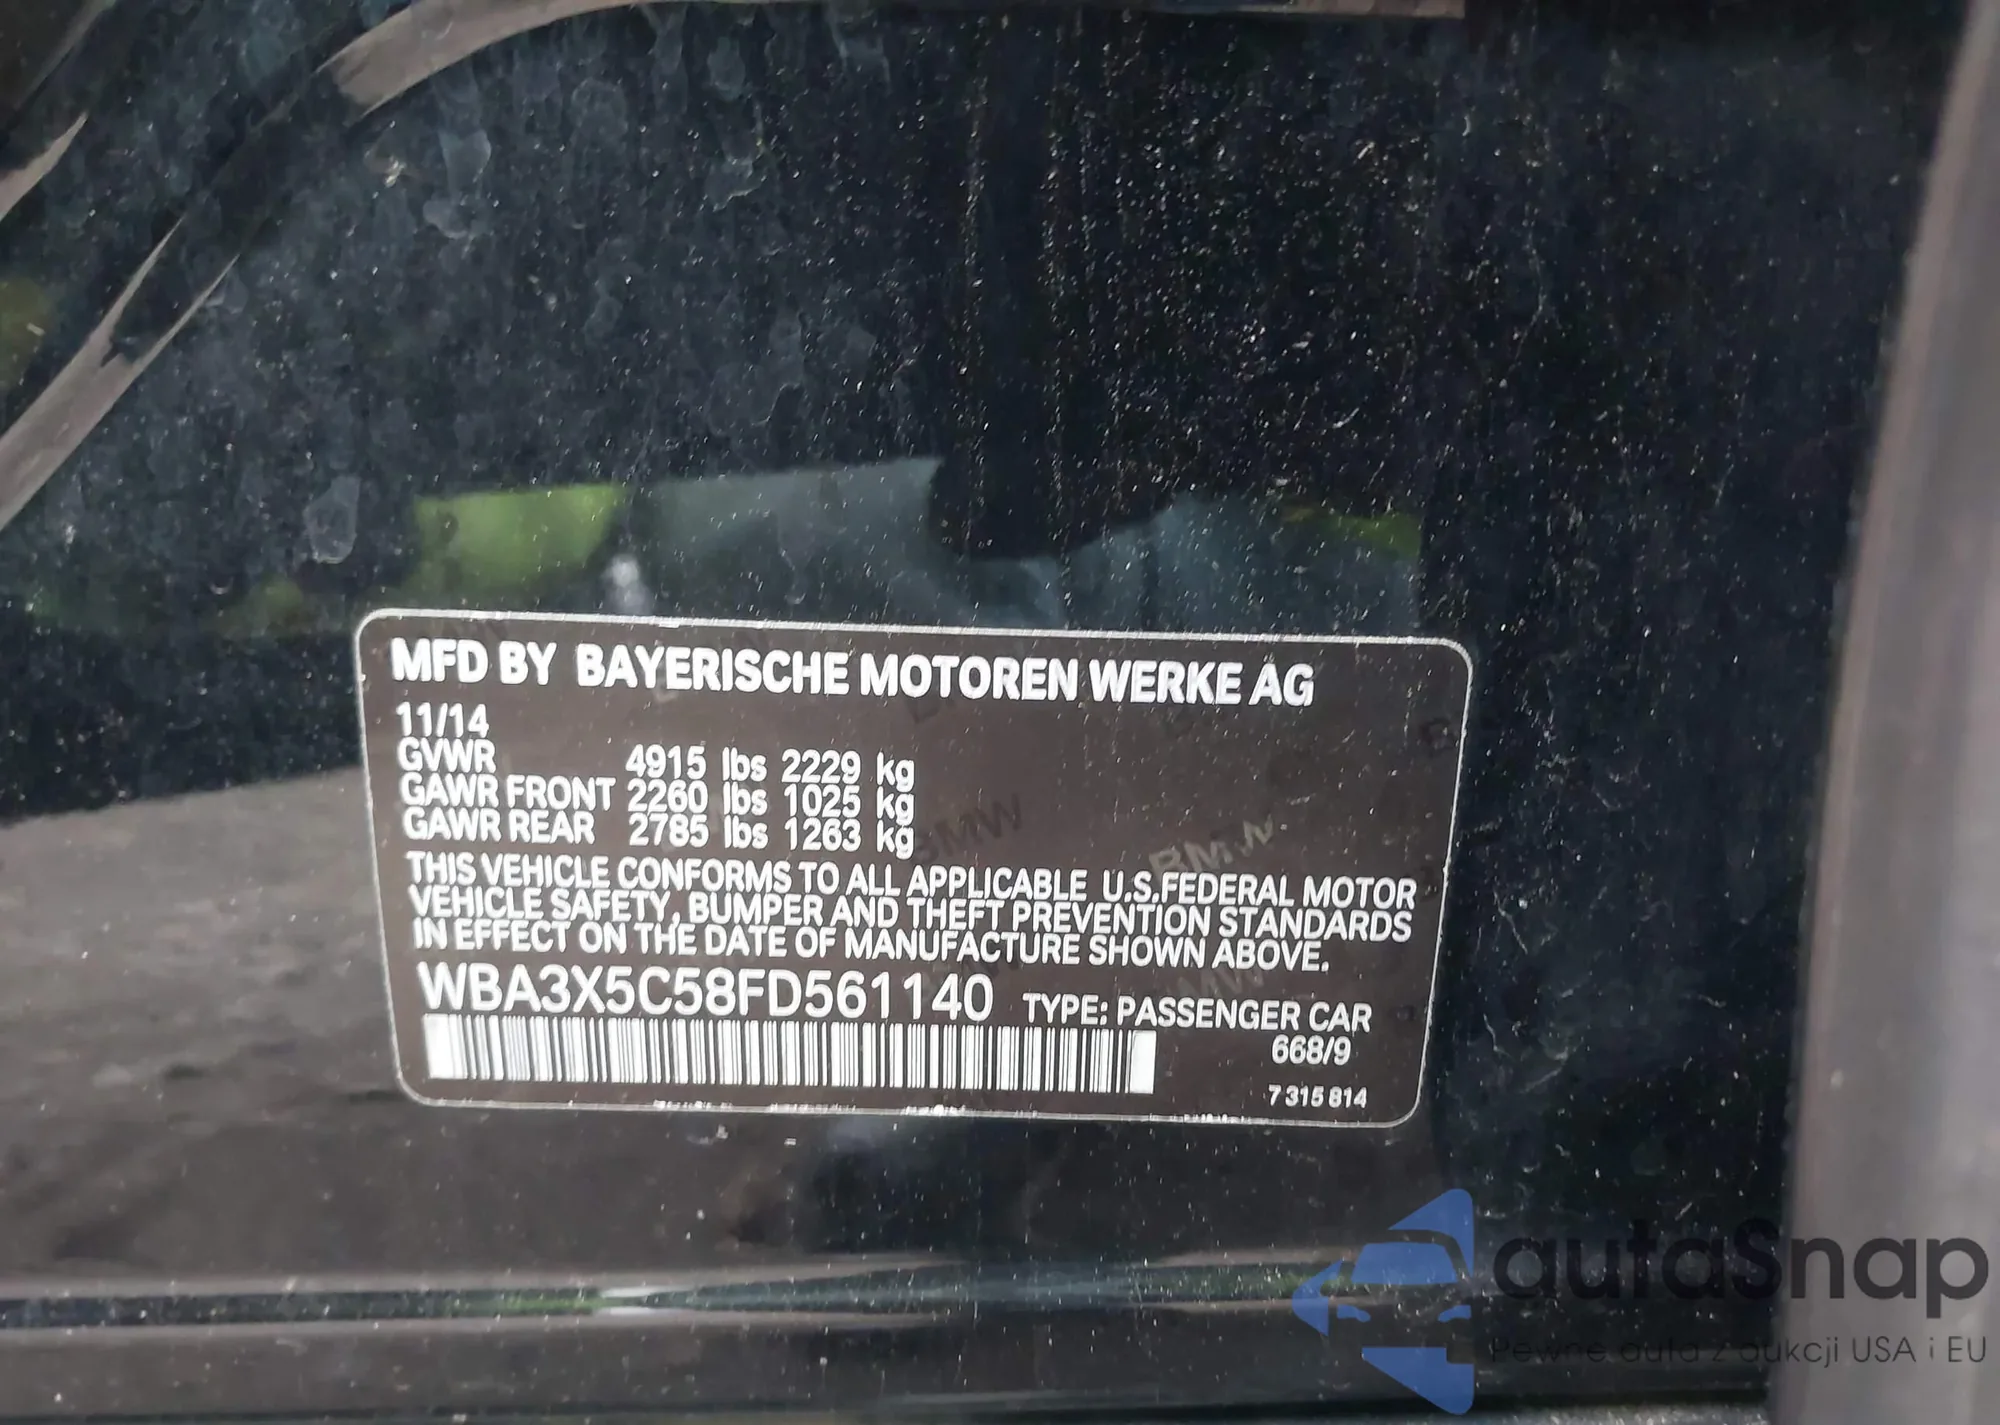 MFD BY BAYERISCHE MOTOREN WERKE AG
11/14
GVWR 4915 lbs 2229 kg
GAWR FRONT 2260 lbs 1025 kg
GAWR REAR 2785 lbs 1263 kg
THIS VEHICLE CONFORMS TO ALL APPLICABLE U.S.FEDERAL MOTOR
VEHICLE SAFETY, BUMPER AND THEFT PREVENTION STANDARDS
IN EFFECT ON THE DATE OF MANUFACTURE SHOWN ABOVE.
WBA3X5C58FD561140 TYPE: PASSENGER CAR
668/9
7 315 814
autaSnap
Pewne auta z aukcji USA i EU